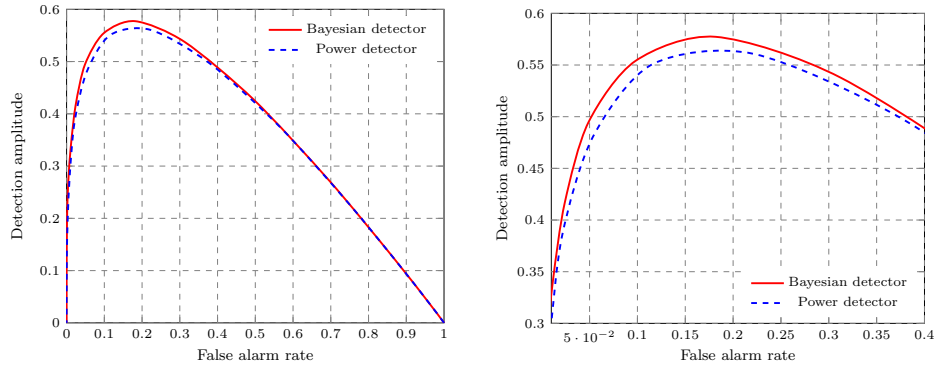 0.6
0.5
0.4
0.3
0.2
0.1
0
0 0.1 0.2 0.3 0.4 0.5 0.6 0.7 0.8 0.9 1
Detection amplitude
False alarm rate
Bayesian detector
Power detector
0.6
0.55
0.5
0.45
0.4
0.35
0.3
5 · 10⁻² 0.1 0.15 0.2 0.25 0.3 0.35 0.4
Detection amplitude
False alarm rate
Bayesian detector
Power detector